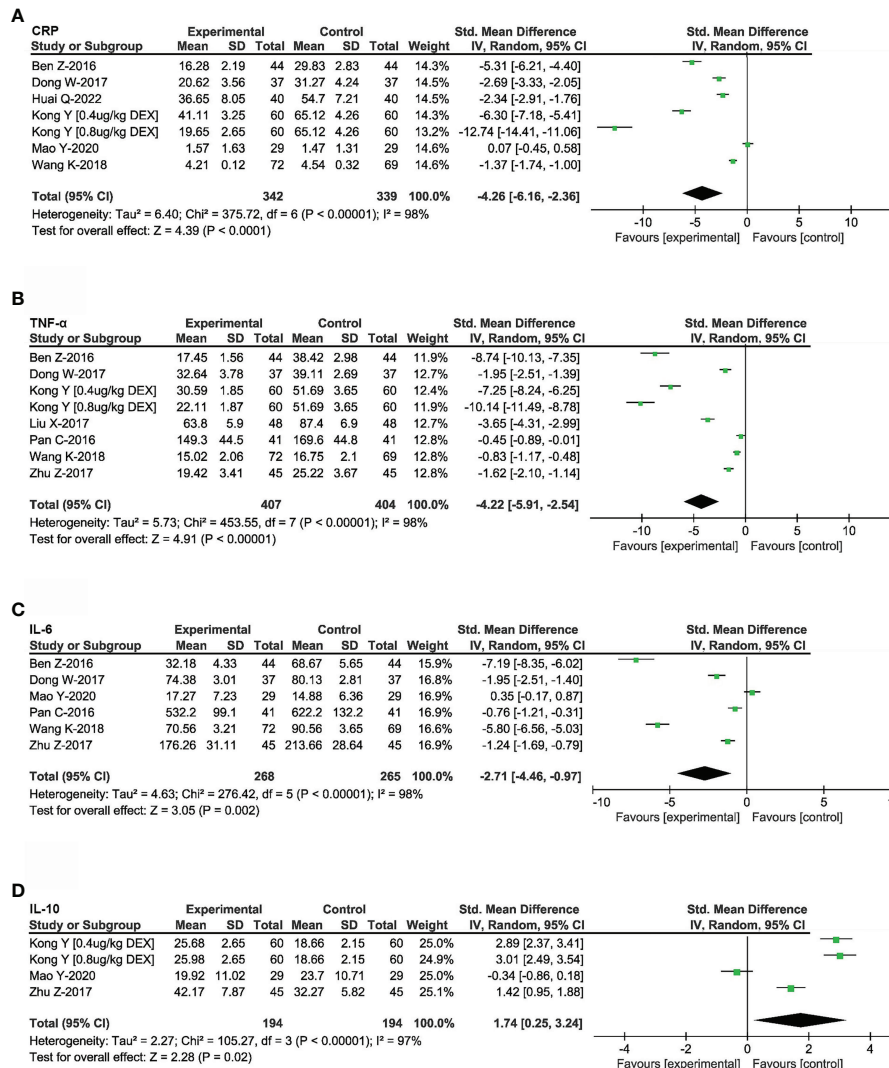 A
CRP Experimental Control Std. Mean Difference Std. Mean Difference
Study or Subgroup Mean SD Total Mean SD Total Weight IV, Random, 95% CI IV, Random, 95% CI
Ben Z-2016 16.28 2.19 44 29.83 2.83 44 14.3% -5.31 [-6.21, -4.40]
Dong W-2017 20.62 3.56 37 31.27 4.24 37 14.5% -2.69 [-3.33, -2.05]
Huai Q-2022 36.65 8.05 40 54.7 7.21 40 14.5% -2.34 [-2.91, -1.76]
Kong Y [0.4ug/kg DEX] 41.11 3.25 60 65.12 4.26 60 14.3% -6.30 [-7.18, -5.41]
Kong Y [0.8ug/kg DEX] 19.65 2.65 60 65.12 4.26 60 13.2% -12.74 [-14.41, -11.06]
Mao Y-2020 1.57 1.63 29 1.47 1.31 29 14.6% 0.07 [-0.45, 0.58]
Wang K-2018 4.21 0.12 72 4.54 0.32 69 14.6% -1.37 [-1.74, -1.00]
Total (95% CI) 342 339 100.0% -4.26 [-6.16, -2.36]
Heterogeneity: Tau² = 6.40; Chi² = 375.72, df = 6 (P < 0.00001); I² = 98%
Test for overall effect: Z = 4.39 (P < 0.0001)
-10 -5 0 5 10
Favours [experimental] Favours [control]
B
TNF-α Experimental Control Std. Mean Difference Std. Mean Difference
Study or Subgroup Mean SD Total Mean SD Total Weight IV, Random, 95% CI IV, Random, 95% CI
Ben Z-2016 17.45 1.56 44 38.42 2.98 44 11.9% -8.74 [-10.13, -7.35]
Dong W-2017 32.64 3.78 37 39.11 2.69 37 12.7% -1.95 [-2.51, -1.39]
Kong Y [0.4ug/kg DEX] 30.59 1.85 60 51.69 3.65 60 12.4% -7.25 [-8.24, -6.25]
Kong Y [0.8ug/kg DEX] 22.11 1.87 60 51.69 3.65 60 11.9% -10.14 [-11.49, -8.78]
Liu X-2017 63.8 5.9 48 87.4 6.9 48 12.7% -3.65 [-4.31, -2.99]
Pan C-2016 149.3 44.5 41 169.6 44.8 41 12.8% -0.45 [-0.89, -0.01]
Wang K-2018 15.02 2.06 72 16.75 2.1 69 12.8% -0.83 [-1.17, -0.48]
Zhu Z-2017 19.42 3.41 45 25.22 3.67 45 12.8% -1.62 [-2.10, -1.14]
Total (95% CI) 407 404 100.0% -4.22 [-5.91, -2.54]
Heterogeneity: Tau² = 5.73; Chi² = 453.55, df = 7 (P < 0.00001); I² = 98%
Test for overall effect: Z = 4.91 (P < 0.00001)
-10 -5 0 5 10
Favours [experimental] Favours [control]
C
IL-6 Experimental Control Std. Mean Difference Std. Mean Difference
Study or Subgroup Mean SD Total Mean SD Total Weight IV, Random, 95% CI IV, Random, 95% CI
Ben Z-2016 32.18 4.33 44 68.67 5.65 44 15.9% -7.19 [-8.35, -6.02]
Dong W-2017 74.38 3.01 37 80.13 2.81 37 16.8% -1.95 [-2.51, -1.40]
Mao Y-2020 17.27 7.23 29 14.88 6.36 29 16.9% 0.35 [-0.17, 0.87]
Pan C-2016 532.2 99.1 41 622.2 132.2 41 16.9% -0.76 [-1.21, -0.31]
Wang K-2018 70.56 3.21 72 90.56 3.65 69 16.6% -5.80 [-6.56, -5.03]
Zhu Z-2017 176.26 31.11 45 213.66 28.64 45 16.9% -1.24 [-1.69, -0.79]
Total (95% CI) 268 265 100.0% -2.71 [-4.46, -0.97]
Heterogeneity: Tau² = 4.63; Chi² = 276.42, df = 5 (P < 0.00001); I² = 98%
Test for overall effect: Z = 3.05 (P = 0.002)
-10 -5 0 5
Favours [experimental] Favours [control]
D
IL-10 Experimental Control Std. Mean Difference Std. Mean Difference
Study or Subgroup Mean SD Total Mean SD Total Weight IV, Random, 95% CI IV, Random, 95% CI
Kong Y [0.4ug/kg DEX] 25.68 2.65 60 18.66 2.15 60 25.0% 2.89 [2.37, 3.41]
Kong Y [0.8ug/kg DEX] 25.98 2.65 60 18.66 2.15 60 24.9% 3.01 [2.49, 3.54]
Mao Y-2020 19.92 11.02 29 23.7 10.71 29 25.0% -0.34 [-0.86, 0.18]
Zhu Z-2017 42.17 7.87 45 32.27 5.82 45 25.1% 1.42 [0.95, 1.88]
Total (95% CI) 194 194 100.0% 1.74 [0.25, 3.24]
Heterogeneity: Tau² = 2.27; Chi² = 105.27, df = 3 (P < 0.00001); I² = 97%
Test for overall effect: Z = 2.28 (P = 0.02)
-4 -2 0 2 4
Favours [experimental] Favours [control]